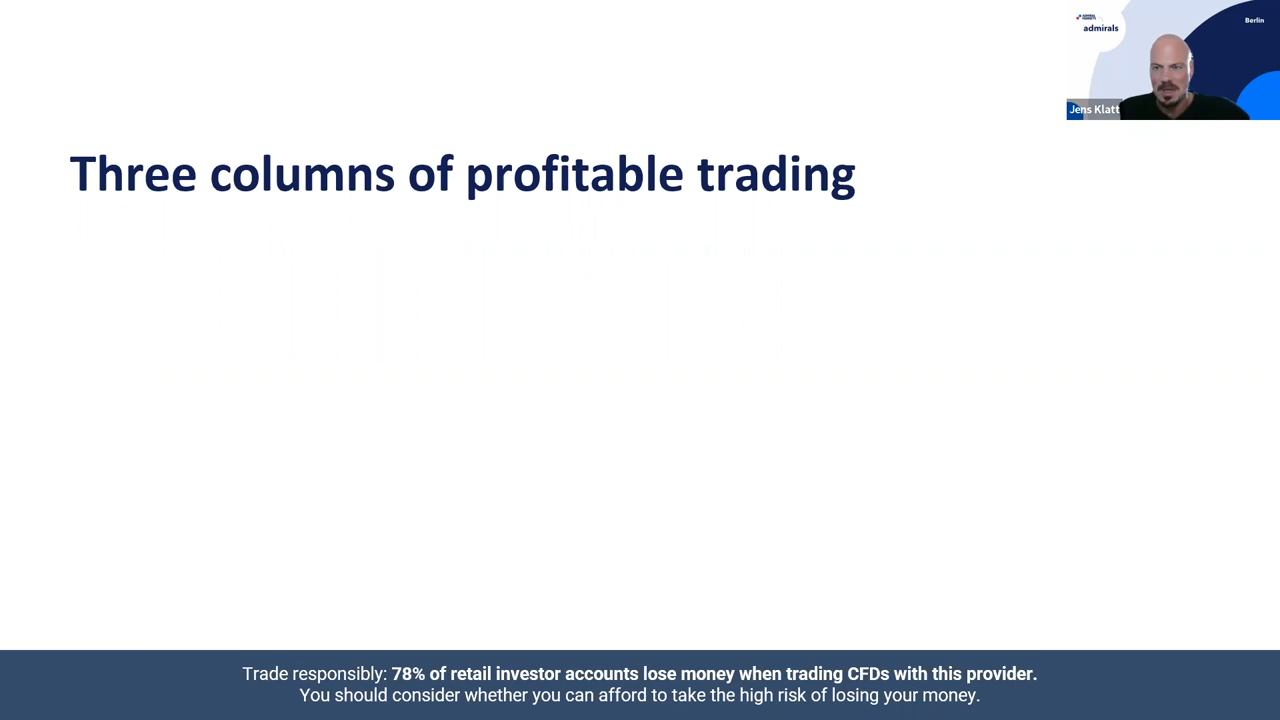 ADMIRAL MARKETS
admirals
Berlin
Jens Klatt
Three columns of profitable trading
Trade responsibly: 78% of retail investor accounts lose money when trading CFDs with this provider.
You should consider whether you can afford to take the high risk of losing your money.